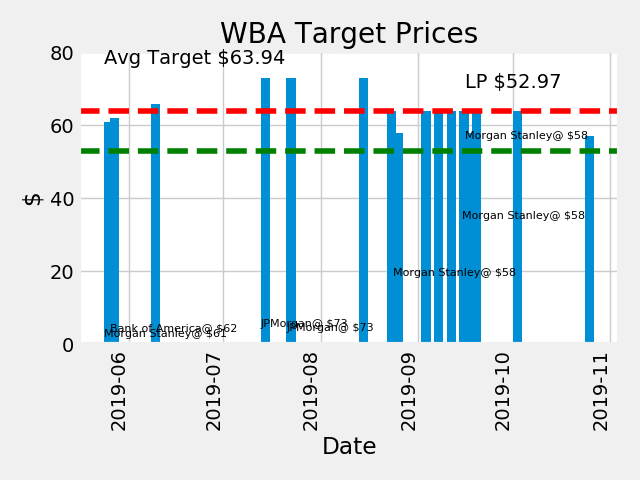 WBA Target Prices
Avg Target $63.94
LP $52.97
80
60
40
20
0
$
Morgan Stanley@ $58
Morgan Stanley@ $58
Morgan Stanley@ $58
JPMorgan@ $73
JPMorgan@ $73
Bank of America@ $62
Morgan Stanley@ $61
2019-06
2019-07
2019-08
2019-09
2019-10
2019-11
Date